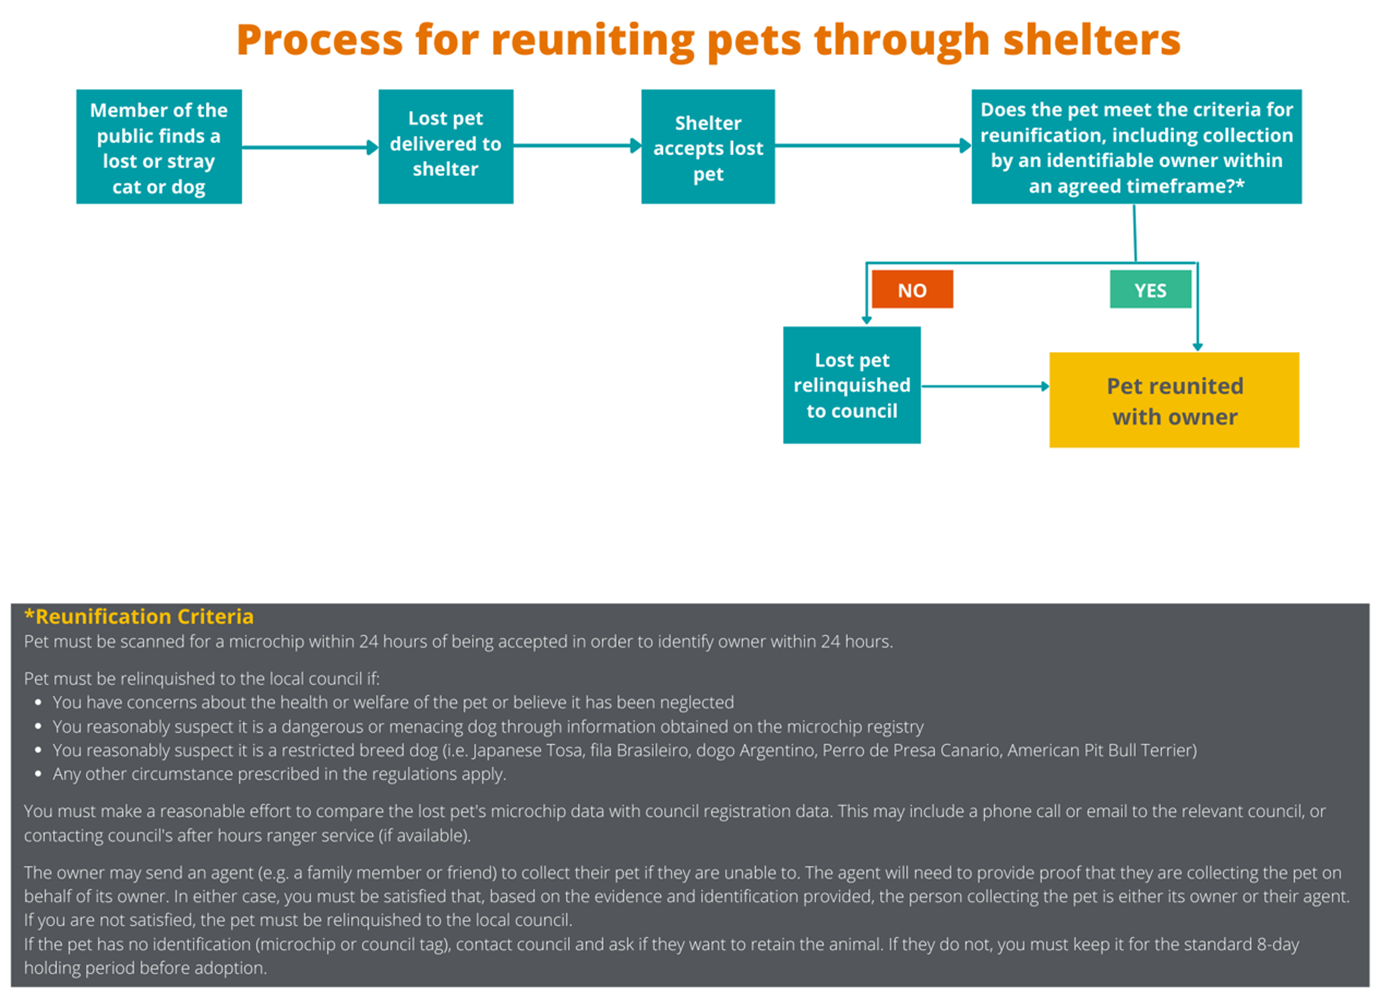 Process for reuniting pets through shelters
Member of the
public finds a
lost or stray
cat or dog
Lost pet
delivered to
shelter
Shelter
accepts lost
pet
Does the pet meet the criteria for
reunification, including collection
by an identifiable owner within
an agreed timeframe?*
NO
YES
Lost pet
relinquished
to council
Pet reunited
with owner
*Reunification Criteria
Pet must be scanned for a microchip within 24 hours of being accepted in order to identify owner within 24 hours.
Pet must be relinquished to the local council if:
• You have concerns about the health or welfare of the pet or believe it has been neglected
• You reasonably suspect it is a dangerous or menacing dog through information obtained on the microchip registry
• You reasonably suspect it is a restricted breed dog (i.e. Japanese Tosa, fila Brasileiro, dogo Argentino, Perro de Presa Canario, American Pit Bull Terrier)
• Any other circumstance prescribed in the regulations apply.
You must make a reasonable effort to compare the lost pet's microchip data with council registration data. This may include a phone call or email to the relevant council, or
contacting council's after hours ranger service (if available).
The owner may send an agent (e.g. a family member or friend) to collect their pet if they are unable to. The agent will need to provide proof that they are collecting the pet on
behalf of its owner. In either case, you must be satisfied that, based on the evidence and identification provided, the person collecting the pet is either its owner or their agent.
If you are not satisfied, the pet must be relinquished to the local council.
If the pet has no identification (microchip or council tag), contact council and ask if they want to retain the animal. If they do not, you must keep it for the standard 8-day
holding period before adoption.